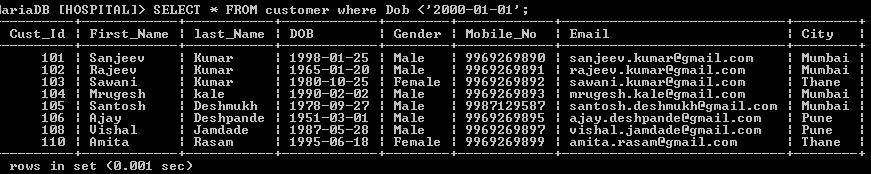 ariaDB [HOSPITAL]> SELECT * FROM customer where Dob <'2000-01-01';
Cust_Id | First_Name | last_Name | DOB | Gender | Mobile_No | Email | City
101 | Sanjeev | Kumar | 1998-01-25 | Male | 9969269890 | sanjeev.kumar@gmail.com | Mumbai
102 | Rajeev | Kumar | 1965-01-20 | Male | 9969269891 | rajeev.kumar@gmail.com | Mumbai
103 | Sawani | Kumar | 1980-10-25 | Female | 9969269892 | sawani.kumar@gmail.com | Thane
104 | Mrugesh | kale | 1990-02-02 | Male | 9969269893 | mrugesh.kale@gmail.com | Mumbai
105 | Santosh | Deshmukh | 1978-09-27 | Male | 9987129587 | santosh.deshmukh@gmail.com | Mumbai
106 | Ajay | Deshpande | 1951-03-01 | Male | 9969269895 | ajay.deshpande@gmail.com | Pune
108 | Vishal | Jamdade | 1987-05-28 | Male | 9969269897 | vishal.jamdade@gmail.com | Pune
110 | Amita | Rasam | 1995-06-18 | Female | 9969269899 | amita.rasam@gmail.com | Thane
rows in set (0.001 sec)